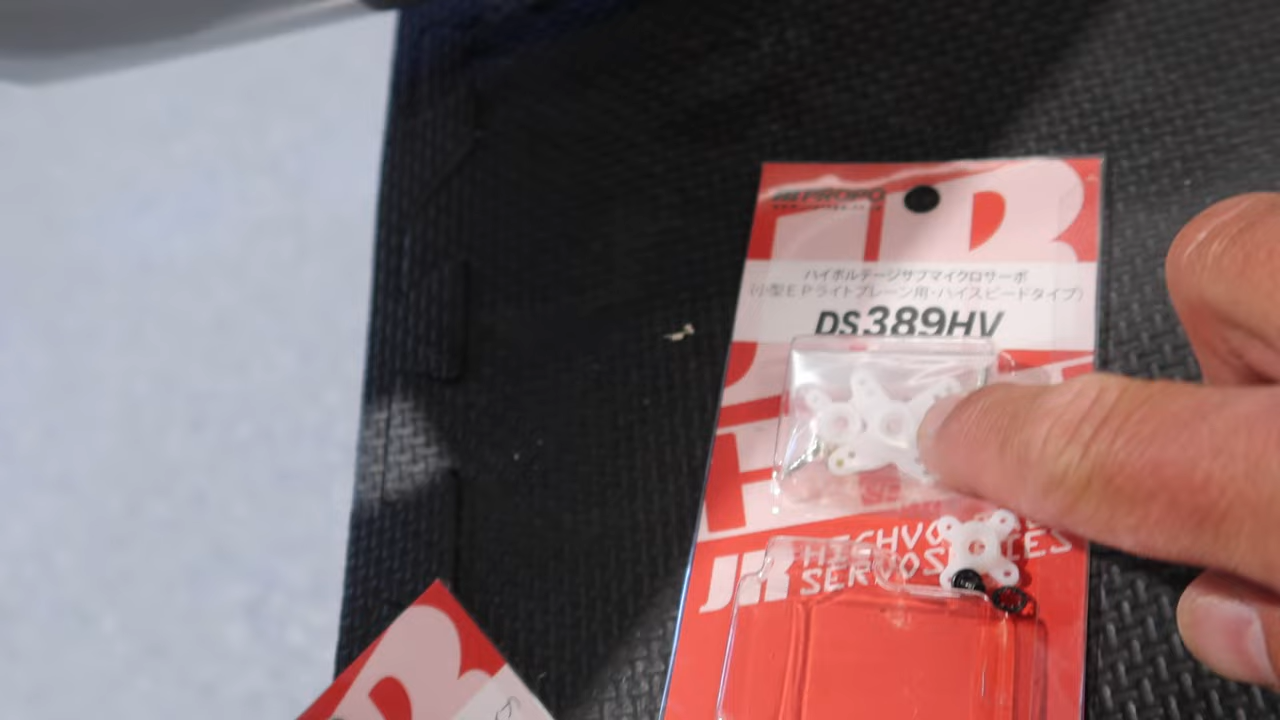 JR PROPO
ハイボルテージサブマイクロサーボ
(小型EPライトプレーン用・ハイスピードタイプ)
DS389HV
JR
SERVOS